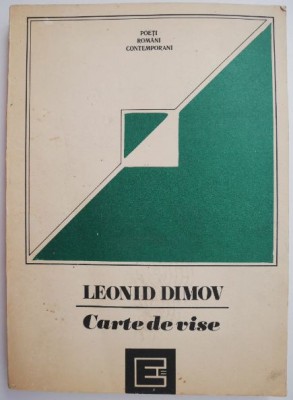 POEȚI
ROMÂNI
CONTEMPORANI
LEONID DIMOV
Carte de vise
E